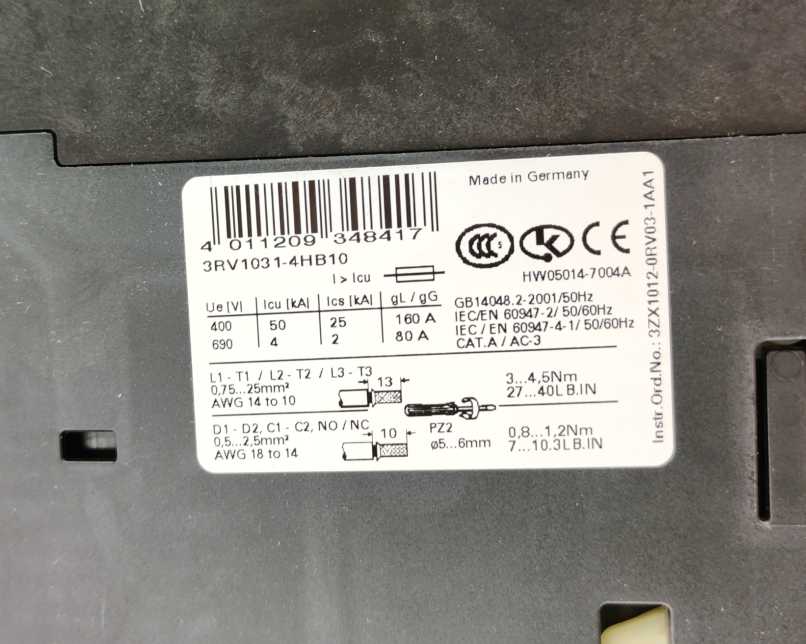 Made in Germany
4 011209 348417
3RV1031-4HB10
CCC
CE
HW05014-7004A
I > Icu
Ue [V] Icu [kA] Ics [kA] gL / gG
400 50 25 160 A
690 4 2 80 A
GB14048.2-2001/50Hz
IEC/EN 60947-2/ 50/60Hz
IEC / EN 60947-4-1/ 50/60Hz
CAT.A / AC-3
L1 - T1 / L2 - T2 / L3 - T3
0,75...25mm²
AWG 14 to 10
13
3...4,5Nm
27...40LB.IN
D1 - D2, C1 - C2, NO / NC
0,5...2,5mm²
AWG 18 to 14
10
PZ2
ø5...6mm
0,8...1,2Nm
7...10.3LB.IN
Instr.Ord.No.: 3ZX1012-0RV03-1AA1